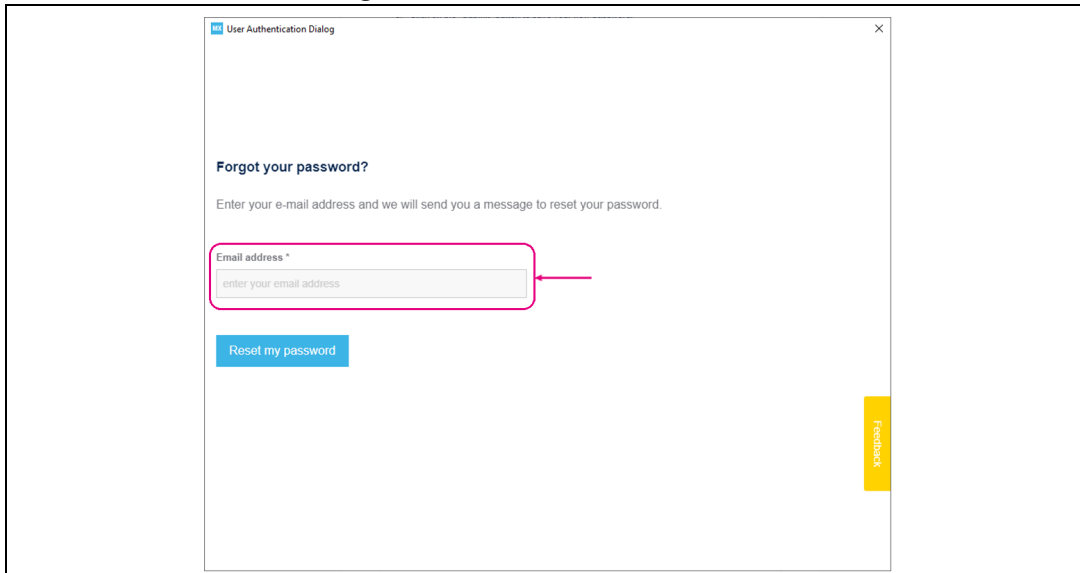 MX User Authentication Dialog
Forgot your password?
Enter your e-mail address and we will send you a message to reset your password.
Email address *
enter your email address
Reset my password
Feedback